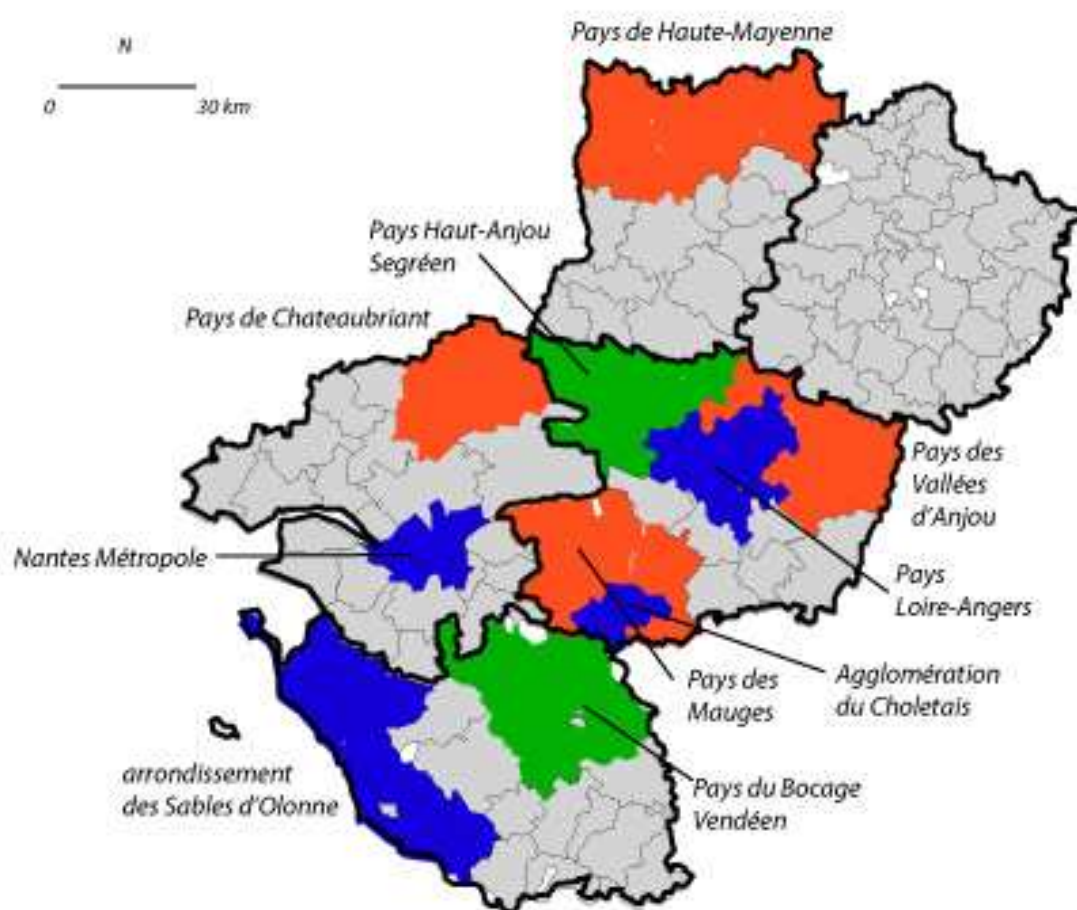 Pays de Haute-Mayenne
N
0 30 km
Pays Haut-Anjou
Segréen
Pays de Chateaubriant
Pays des
Vallées
d'Anjou
Nantes Métropole
Pays
Loire-Angers
Agglomération
du Choletais
Pays des
Mauges
arrondissement
des Sables d'Olonne
Pays du Bocage
Vendéen